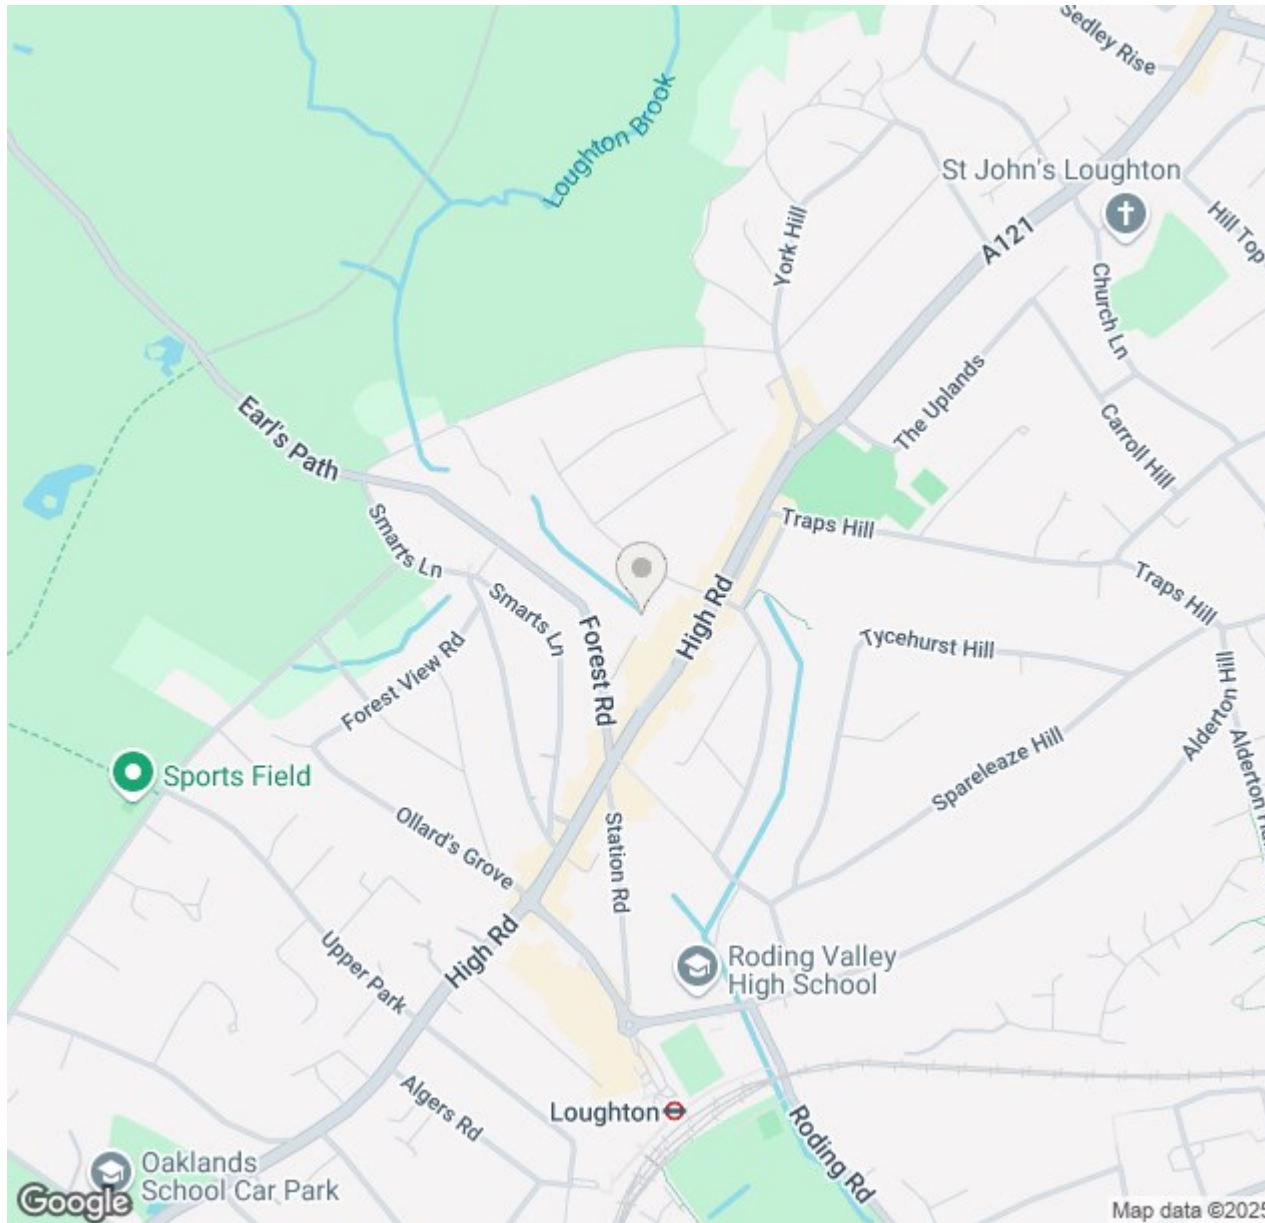 Sedley Rise
Loughton Brook
St John's Loughton
Hill Top
York Hill
A121
Church Ln
The Uplands
Carroll Hill
Earl's Path
Smarts Ln
Traps Hill
Traps Hill
Smarts Ln
High Rd
Tycehurst Hill
Forest Rd
Forest View Rd
Alderton Hill
Spareleaze Hill
Sports Field
Ollard's Grove
Station Rd
Upper Park
High Rd
Roding Valley
High School
Algers Rd
Loughton
Roding Rd
Oaklands
School Car Park
Google
Map data ©2025